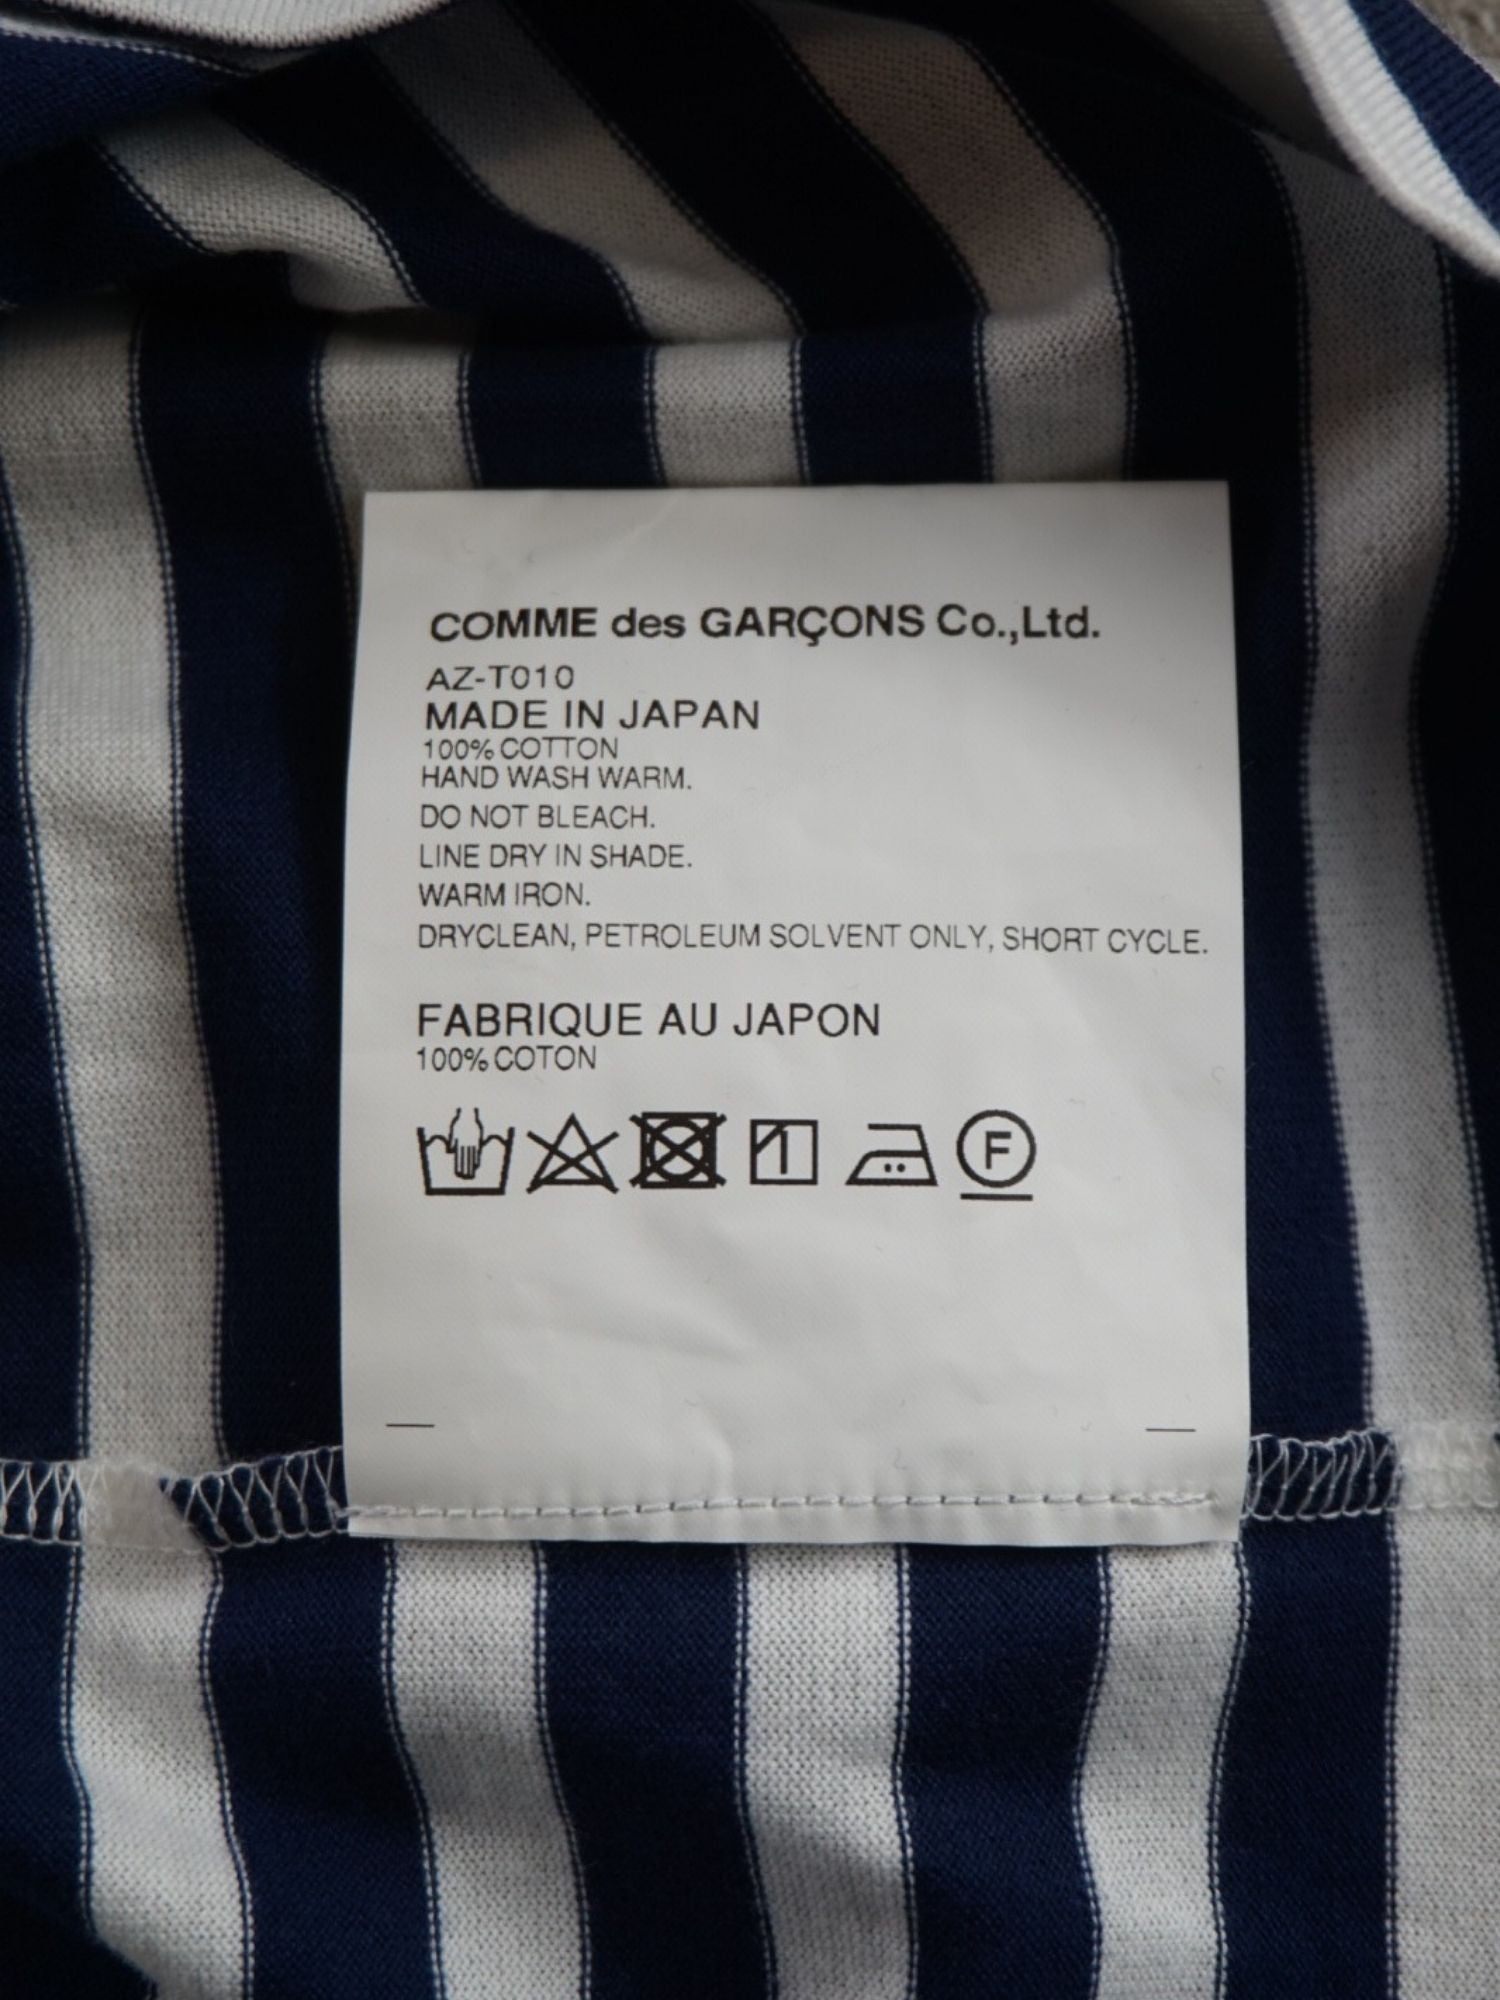 COMME des GARÇONS Co.,Ltd.
AZ-T010
MADE IN JAPAN
100% COTTON
HAND WASH WARM.
DO NOT BLEACH.
LINE DRY IN SHADE.
WARM IRON.
DRYCLEAN, PETROLEUM SOLVENT ONLY, SHORT CYCLE.
FABRIQUE AU JAPON
100% COTON
F